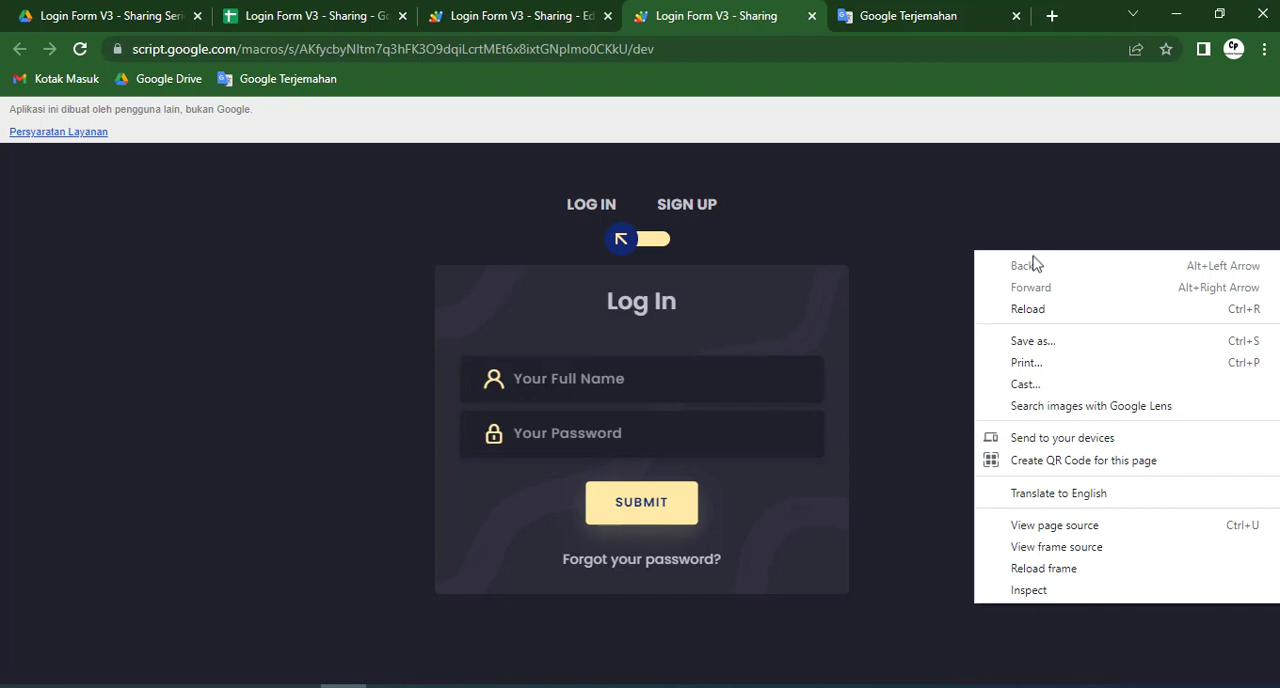 Login Form V3 - Sharing Seri
Login Form V3 - Sharing - Go
Login Form V3 - Sharing - Ed
Login Form V3 - Sharing
Google Terjemahan
script.google.com/macros/s/AKfycbyNltm7q3hFK3O9dqiLcrtMEt6x8ixtGNpImo0CKkU/dev
CP
Kotak Masuk
Google Drive
Google Terjemahan
Aplikasi ini dibuat oleh pengguna lain, bukan Google.
Persyaratan Layanan
LOG IN SIGN UP
Log In
Your Full Name
Your Password
SUBMIT
Forgot your password?
Back Alt+Left Arrow
Forward Alt+Right Arrow
Reload Ctrl+R
Save as... Ctrl+S
Print... Ctrl+P
Cast...
Search images with Google Lens
Send to your devices
Create QR Code for this page
Translate to English
View page source Ctrl+U
View frame source
Reload frame
Inspect